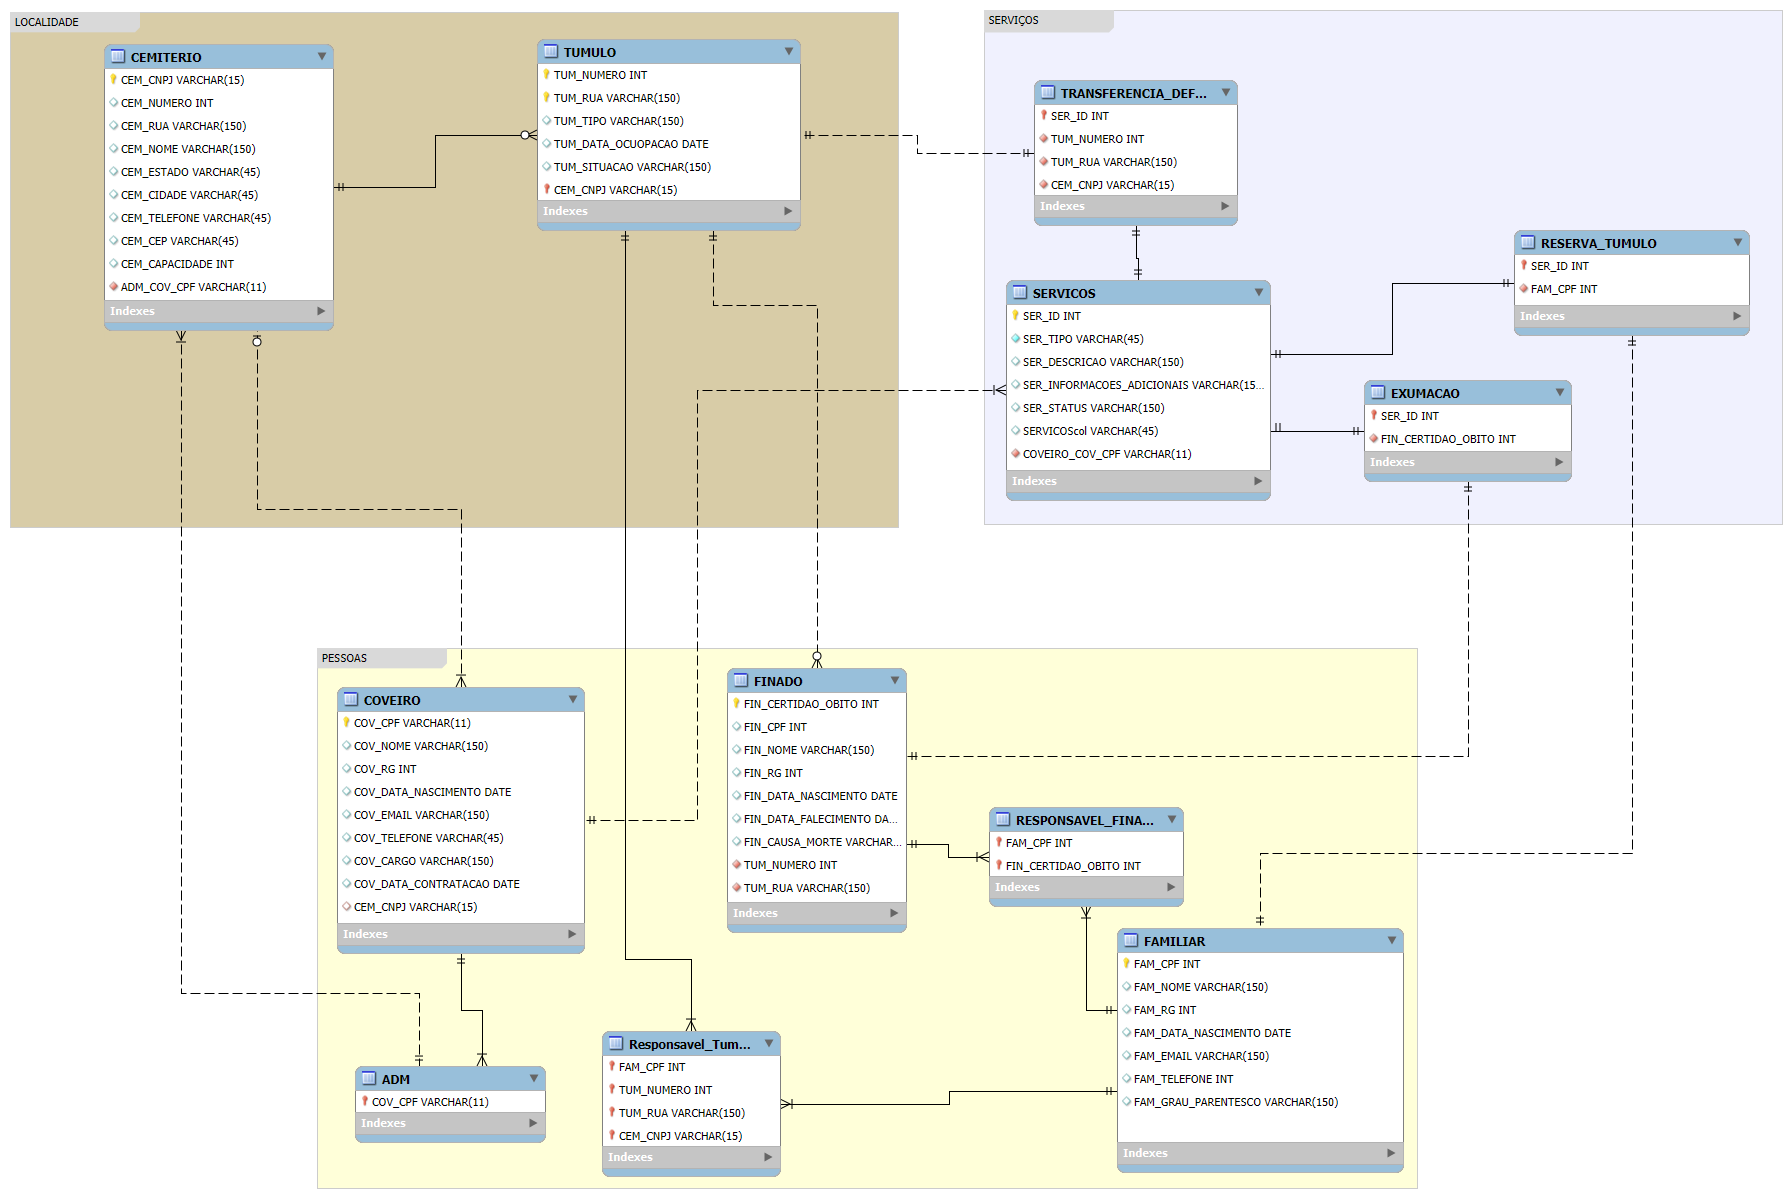 LOCALIDADE
CEMITERIO
CEM_CNPJ VARCHAR(15)
CEM_NUMERO INT
CEM_RUA VARCHAR(150)
CEM_NOME VARCHAR(150)
CEM_ESTADO VARCHAR(45)
CEM_CIDADE VARCHAR(45)
CEM_TELEFONE VARCHAR(45)
CEM_CEP VARCHAR(45)
CEM_CAPACIDADE INT
ADM_COV_CPF VARCHAR(11)
Indexes
TUMULO
TUM_NUMERO INT
TUM_RUA VARCHAR(150)
TUM_TIPO VARCHAR(150)
TUM_DATA_OCUOPACAO DATE
TUM_SITUACAO VARCHAR(150)
CEM_CNPJ VARCHAR(15)
Indexes
SERVIÇOS
TRANSFERENCIA_DEF...
SER_ID INT
TUM_NUMERO INT
TUM_RUA VARCHAR(150)
CEM_CNPJ VARCHAR(15)
Indexes
RESERVA_TUMULO
SER_ID INT
FAM_CPF INT
Indexes
SERVICOS
SER_ID INT
SER_TIPO VARCHAR(45)
SER_DESCRICAO VARCHAR(150)
SER_INFORMACOES_ADICIONAIS VARCHAR(15...
SER_STATUS VARCHAR(150)
SERVICOScol VARCHAR(45)
COVEIRO_COV_CPF VARCHAR(11)
Indexes
EXUMACAO
SER_ID INT
FIN_CERTIDAO_OBITO INT
Indexes
PESSOAS
COVEIRO
COV_CPF VARCHAR(11)
COV_NOME VARCHAR(150)
COV_RG INT
COV_DATA_NASCIMENTO DATE
COV_EMAIL VARCHAR(150)
COV_TELEFONE VARCHAR(45)
COV_CARGO VARCHAR(150)
COV_DATA_CONTRATACAO DATE
CEM_CNPJ VARCHAR(15)
Indexes
FINADO
FIN_CERTIDAO_OBITO INT
FIN_CPF INT
FIN_NOME VARCHAR(150)
FIN_RG INT
FIN_DATA_NASCIMENTO DATE
FIN_DATA_FALECIMENTO DA...
FIN_CAUSA_MORTE VARCHAR...
TUM_NUMERO INT
TUM_RUA VARCHAR(150)
Indexes
RESPONSAVEL_FINA...
FAM_CPF INT
FIN_CERTIDAO_OBITO INT
Indexes
FAMILIAR
FAM_CPF INT
FAM_NOME VARCHAR(150)
FAM_RG INT
FAM_DATA_NASCIMENTO DATE
FAM_EMAIL VARCHAR(150)
FAM_TELEFONE INT
FAM_GRAU_PARENTESCO VARCHAR(150)
Indexes
ADM
COV_CPF VARCHAR(11)
Indexes
Responsavel_Tum...
FAM_CPF INT
TUM_NUMERO INT
TUM_RUA VARCHAR(150)
CEM_CNPJ VARCHAR(15)
Indexes